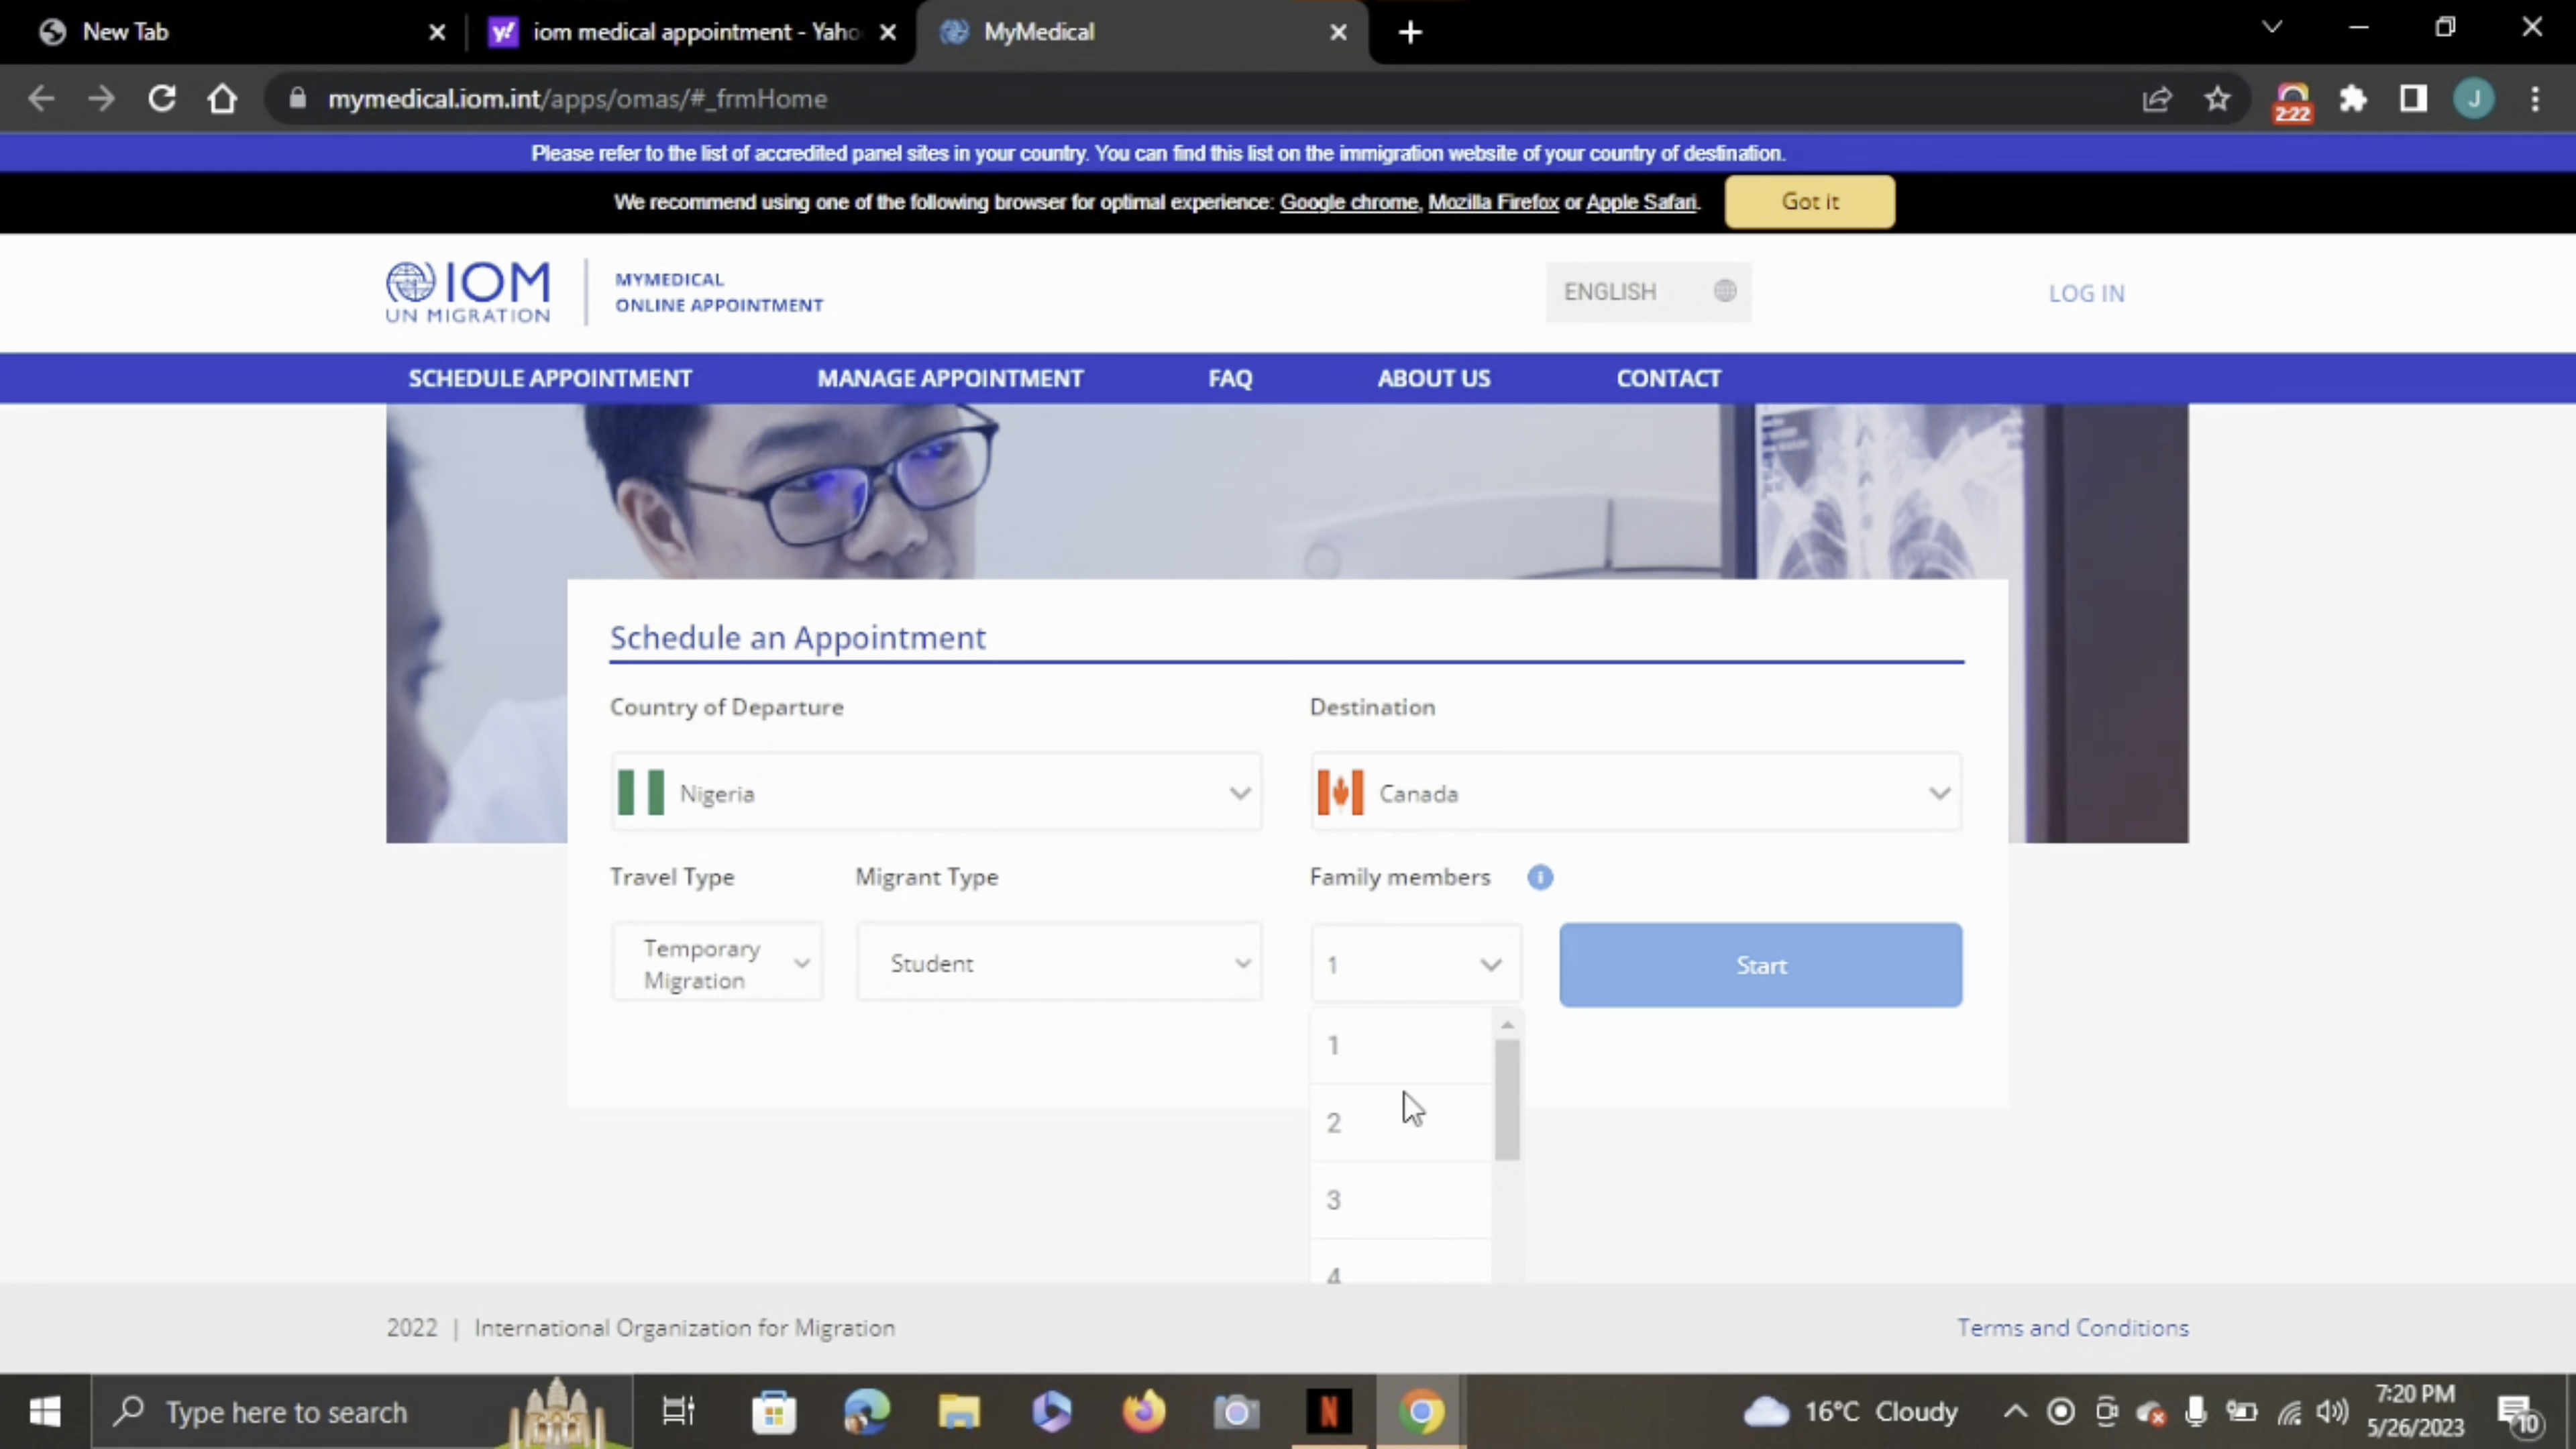 New Tab
iom medical appointment - Yaho
MyMedical
mymedical.iom.int/apps/omas/#_frmHome
2:22
J
Please refer to the list of accredited panel sites in your country. You can find this list on the immigration website of your country of destination.
We recommend using one of the following browser for optimal experience: Google chrome, Mozilla Firefox or Apple Safari.
Got it
IOM
UN MIGRATION
MYMEDICAL
ONLINE APPOINTMENT
ENGLISH
LOG IN
SCHEDULE APPOINTMENT
MANAGE APPOINTMENT
FAQ
ABOUT US
CONTACT
Schedule an Appointment
Country of Departure
Destination
Nigeria
Canada
Travel Type
Migrant Type
Family members
i
Temporary
Migration
Student
1
Start
1
2
3
4
2022 | International Organization for Migration
Terms and Conditions
Type here to search
N
16°C Cloudy
7:20 PM
5/26/2023
10